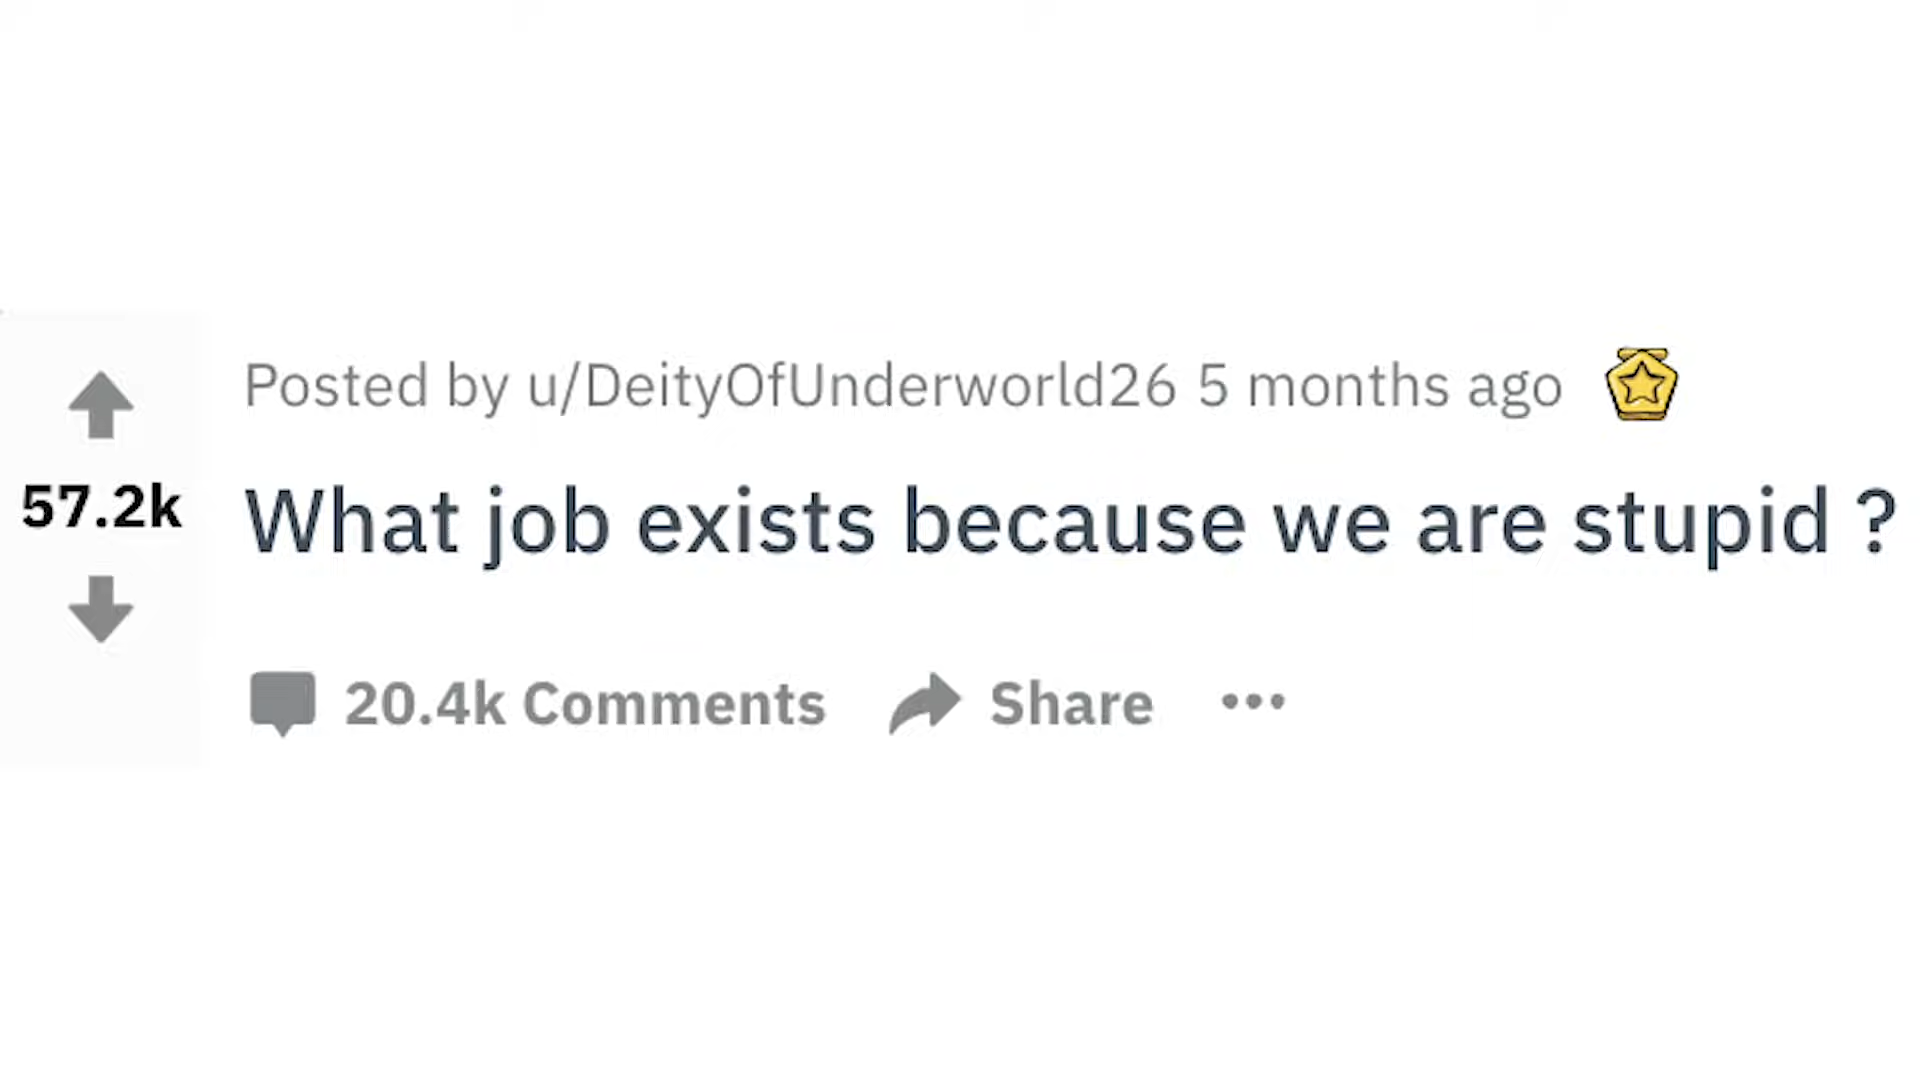 Posted by u/DeityOfUnderworld26 5 months ago
57.2k
What job exists because we are stupid ?
20.4k Comments Share •••